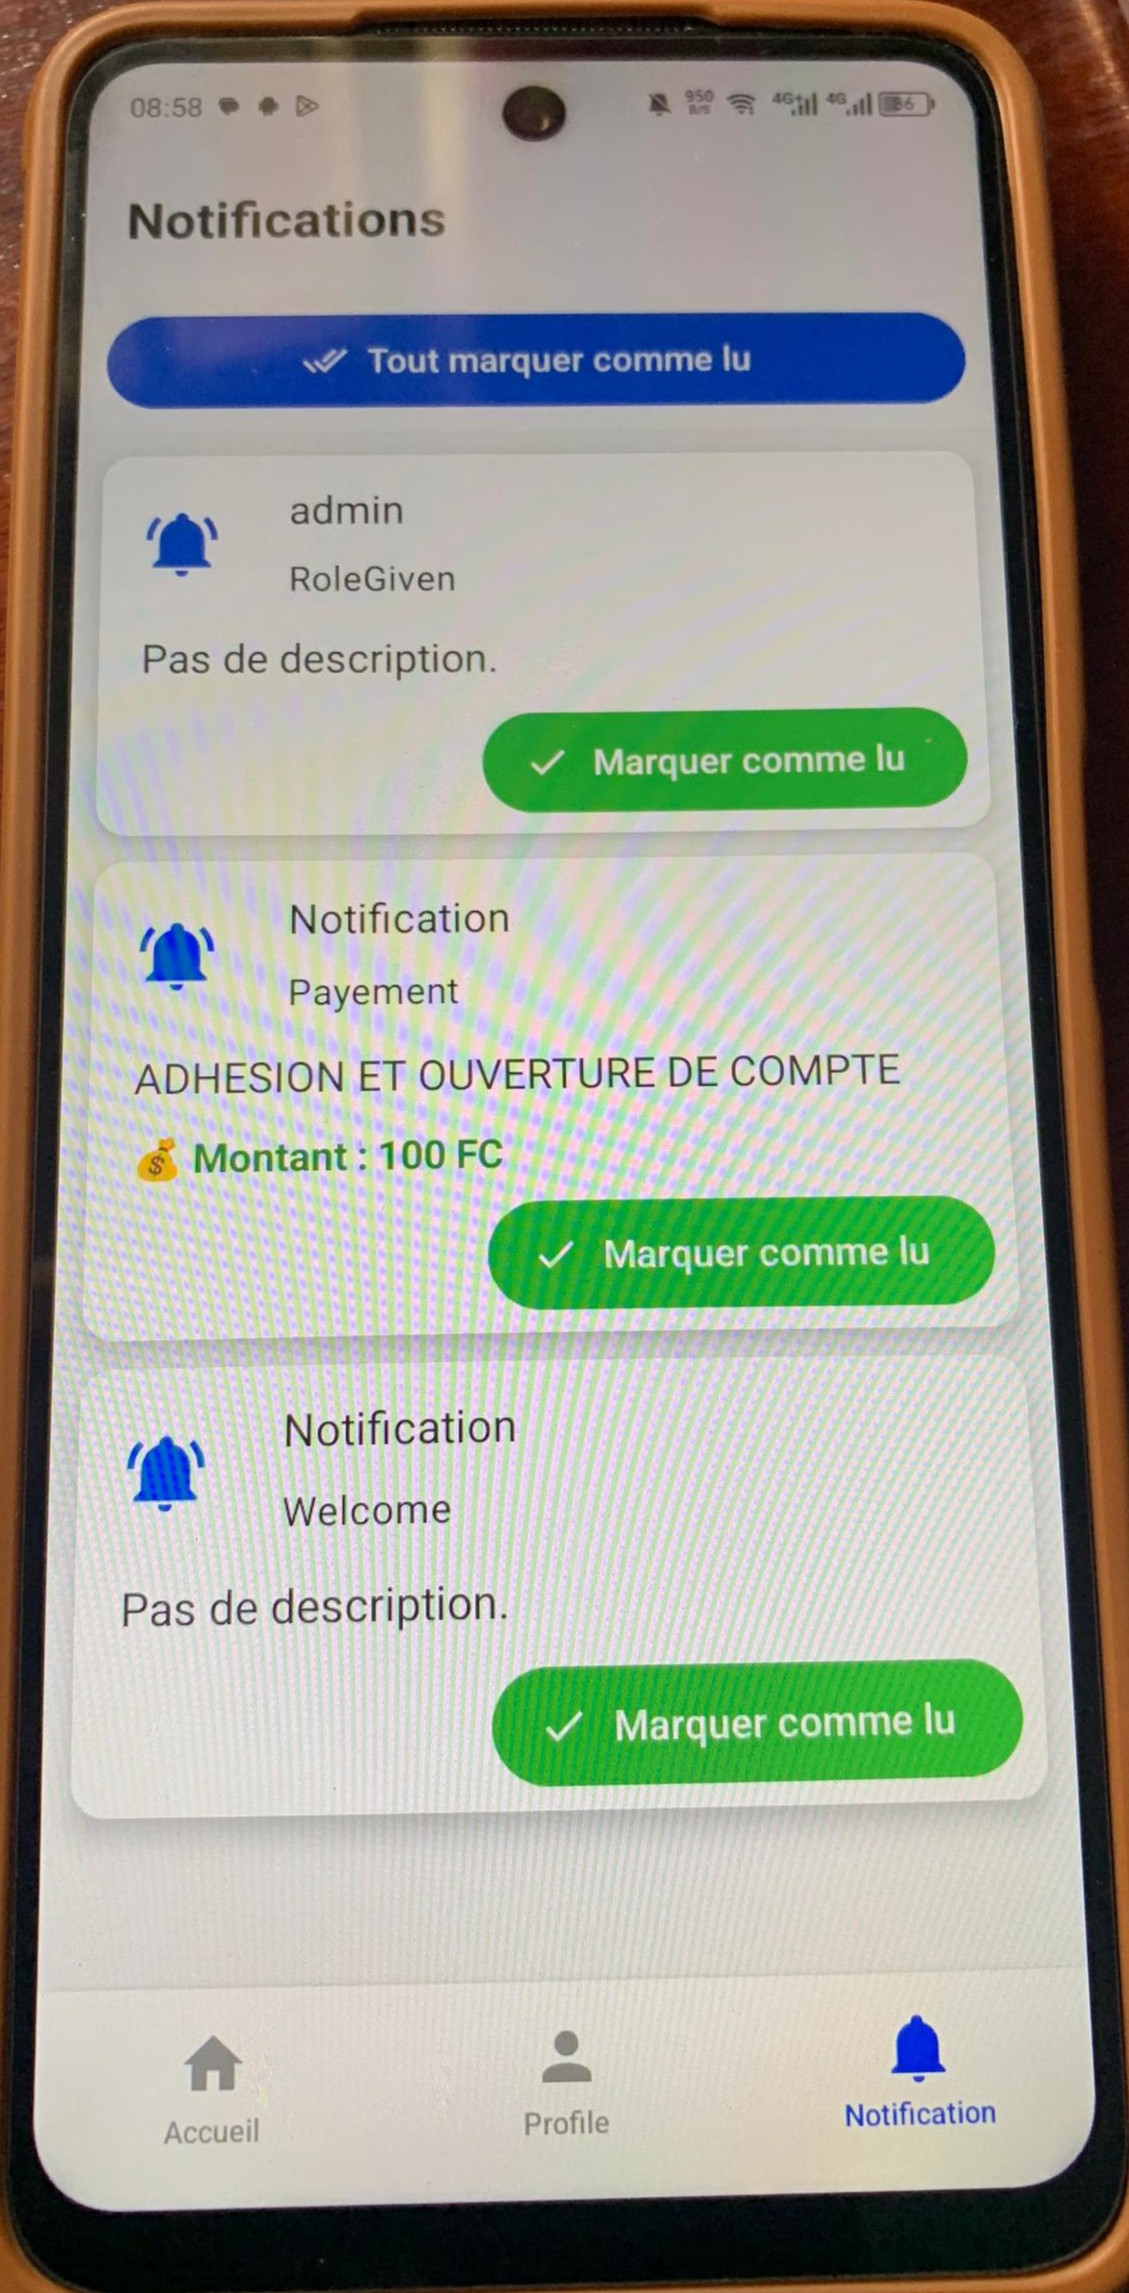 08:58 950 B/S 4G+ 4G 86
Notifications
Tout marquer comme lu
admin
RoleGiven
Pas de description.
Marquer comme lu
Notification
Payement
ADHESION ET OUVERTURE DE COMPTE
$ Montant : 100 FC
Marquer comme lu
Notification
Welcome
Pas de description.
Marquer comme lu
Accueil Profile Notification